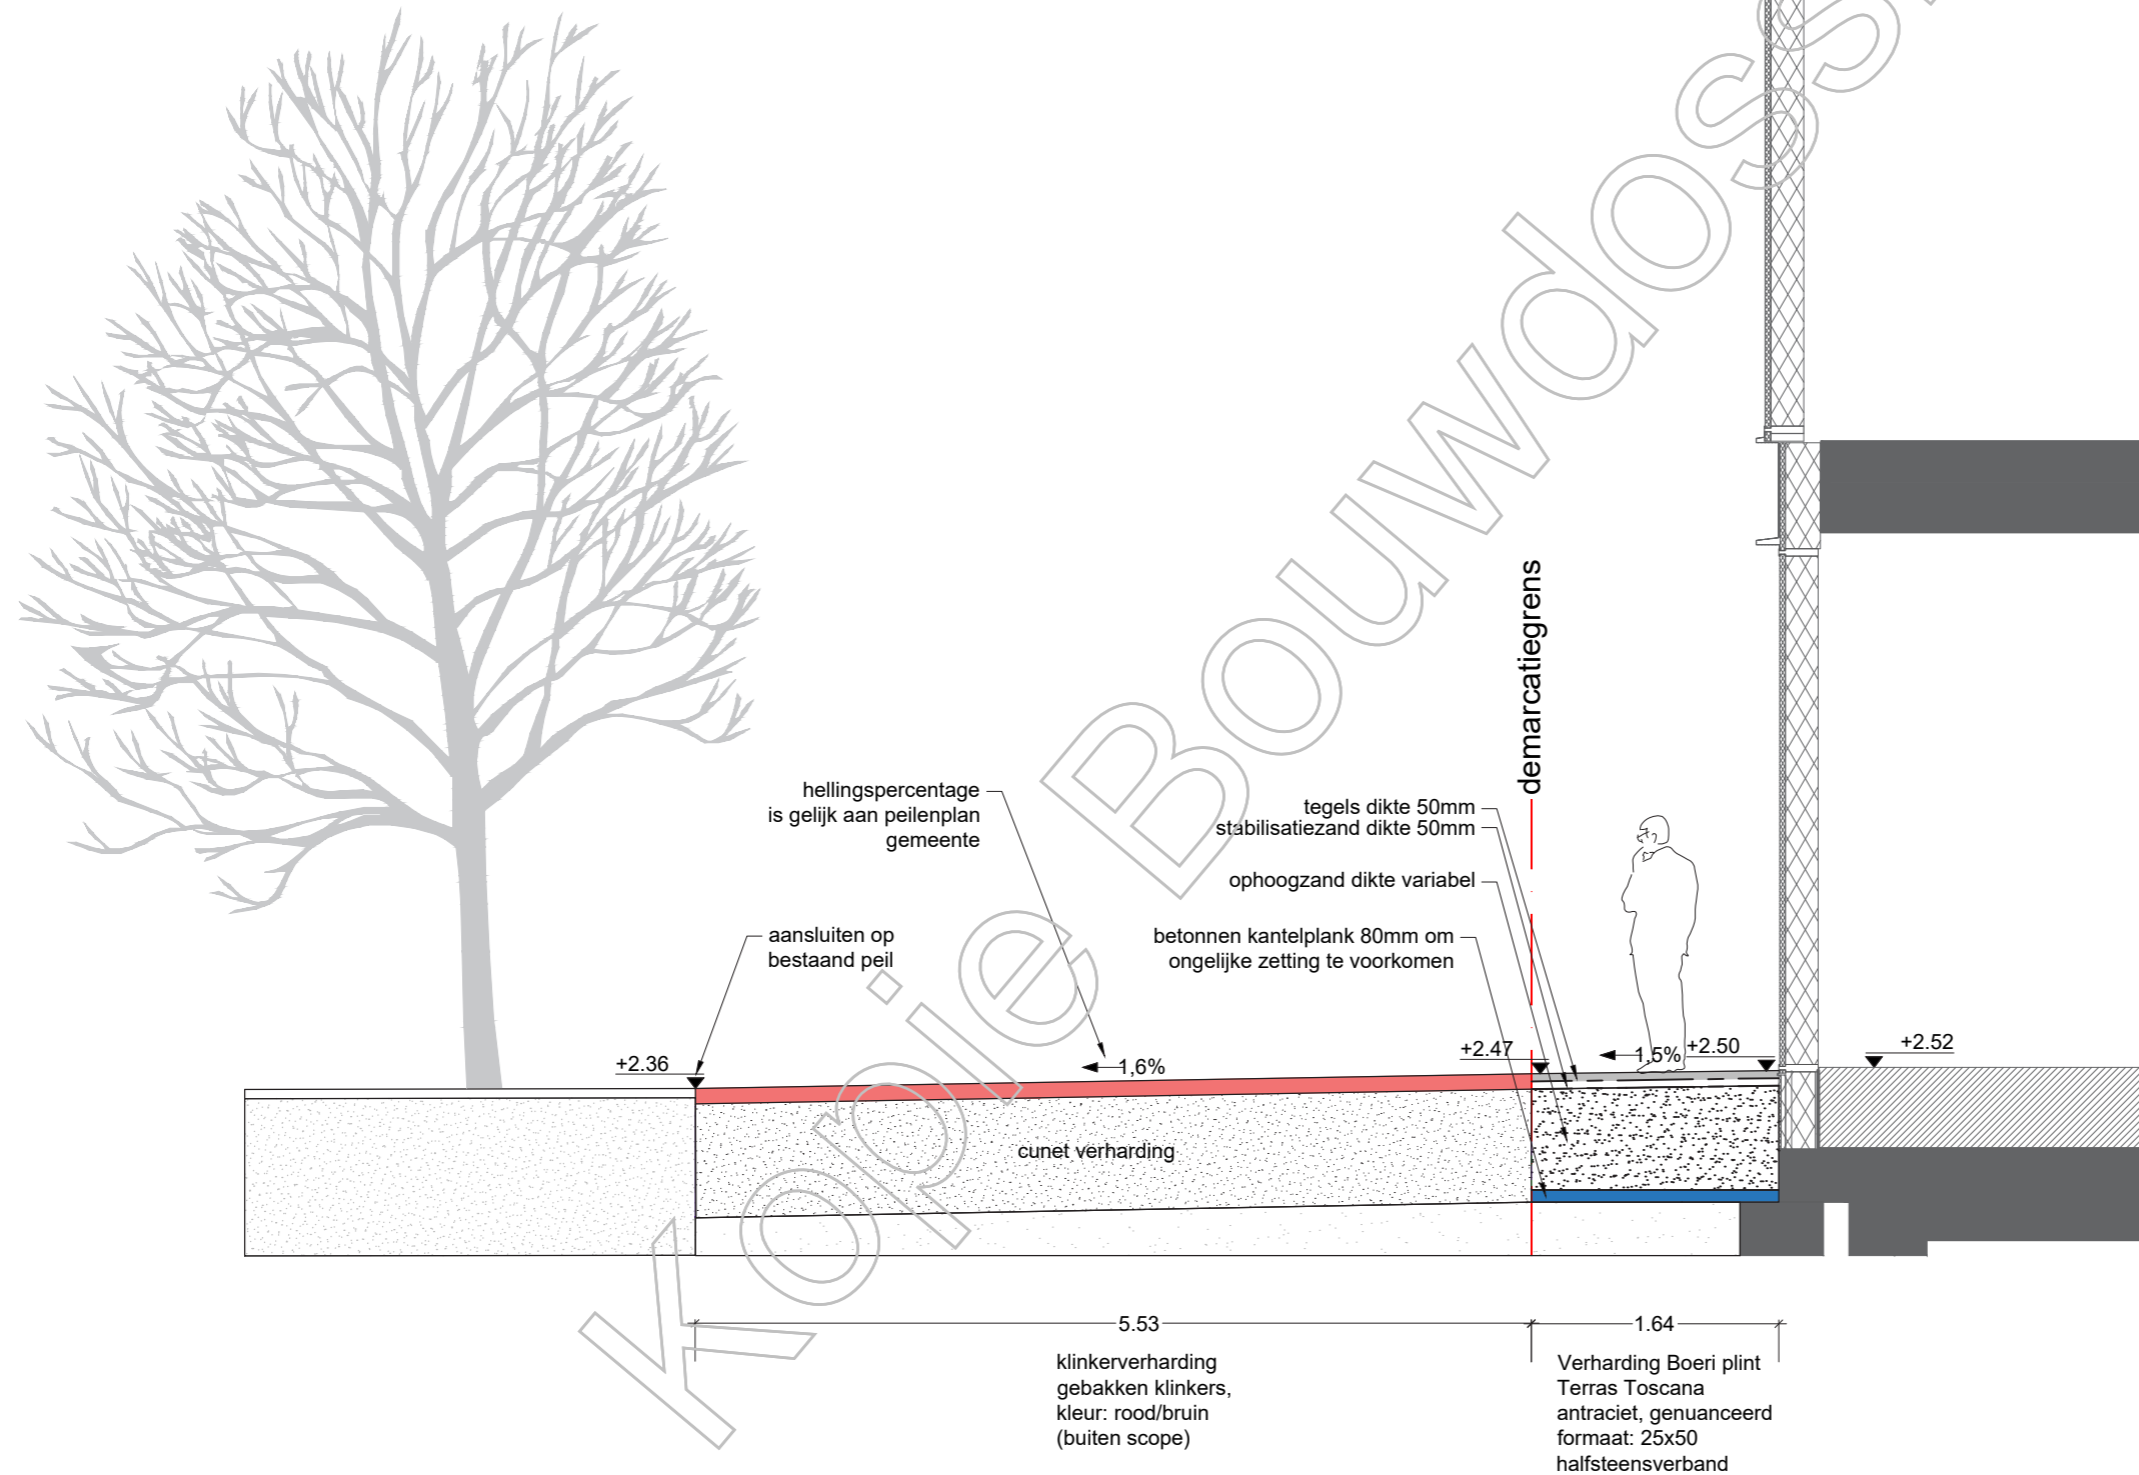 Kopie Bouwdoss
demarcatiegrens
hellingspercentage
is gelijk aan peilenplan
gemeente
tegels dikte 50mm
stabilisatiezand dikte 50mm
ophoogzand dikte variabel
aansluiten op
bestaand peil
betonnen kantelplank 80mm om
ongelijke zetting te voorkomen
+2.36
1,6%
+2.47
1,5%
+2.50
+2.52
cunet verharding
5.53
1.64
klinkerverharding
gebakken klinkers,
kleur: rood/bruin
(buiten scope)
Verharding Boeri plint
Terras Toscana
antraciet, genuanceerd
formaat: 25x50
halfsteensverband